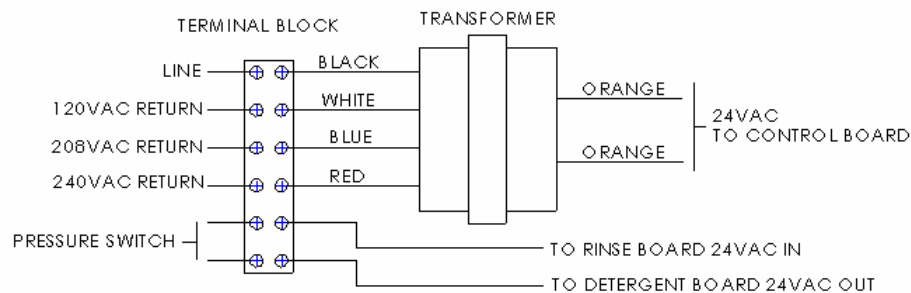 TRANSFORMER
TERMINAL BLOCK
LINE
BLACK
120VAC RETURN
WHITE
208VAC RETURN
BLUE
240VAC RETURN
RED
ORANGE
ORANGE
24VAC
TO CONTROL BOARD
PRESSURE SWITCH
TO RINSE BOARD 24VAC IN
TO DETERGENT BOARD 24VAC OUT